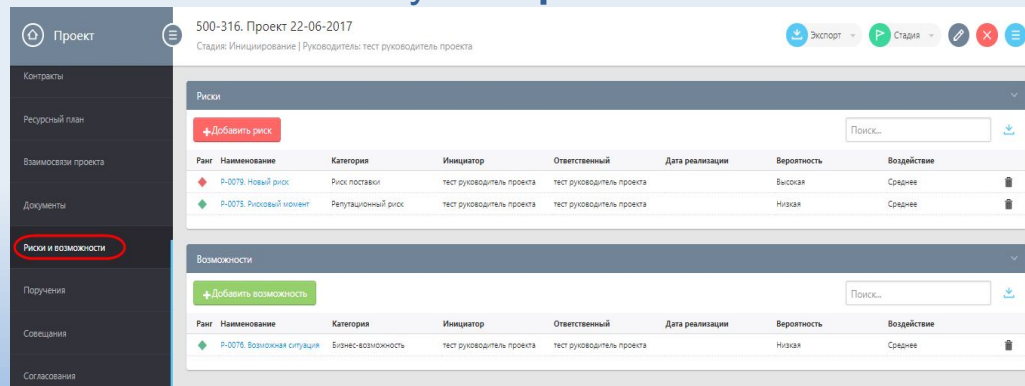 Проект
500-316. Проект 22-06-2017
Стадия: Инициирование | Руководитель: тест руководитель проекта
Экспорт
Стадия
Контракты
Ресурсный план
Взаимосвязи проекта
Документы
Риски и возможности
Поручения
Совещания
Согласования
Риски
+Добавить риск
Поиск...
Ранг Наименование Категория Инициатор Ответственный Дата реализации Вероятность Воздействие
Р-0079. Новый риск Риск поставки тест руководитель проекта тест руководитель проекта Высокая Среднее
Р-0075. Рисковый момент Репутационный риск тест руководитель проекта тест руководитель проекта Низкая Среднее
Возможности
+Добавить возможность
Поиск...
Ранг Наименование Категория Инициатор Ответственный Дата реализации Вероятность Воздействие
Р-0076. Возможная ситуация Бизнес-возможность тест руководитель проекта тест руководитель проекта Низкая Среднее